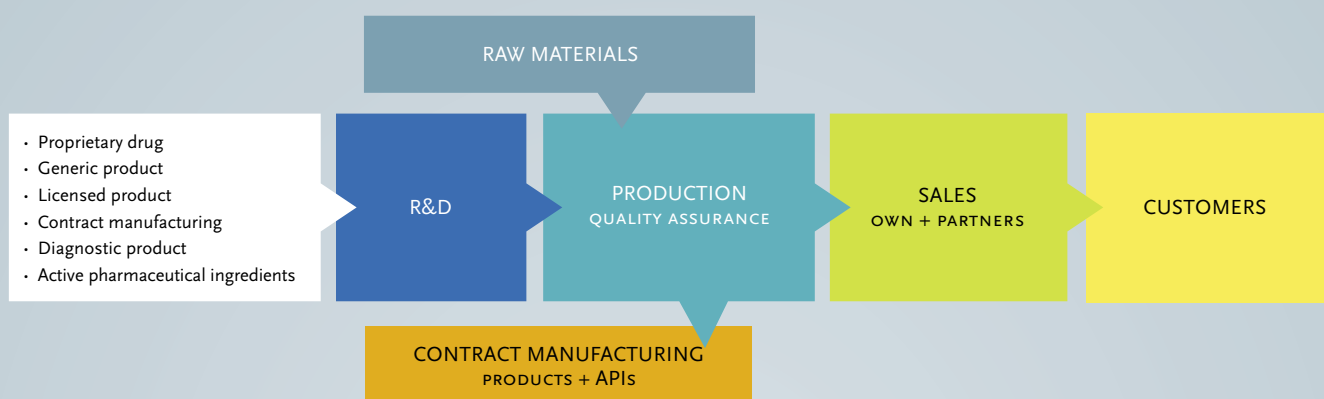 RAW MATERIALS
• Proprietary drug
• Generic product
• Licensed product
• Contract manufacturing
• Diagnostic product
• Active pharmaceutical ingredients
R&D
PRODUCTION
QUALITY ASSURANCE
SALES
OWN + PARTNERS
CUSTOMERS
CONTRACT MANUFACTURING
PRODUCTS + APIs